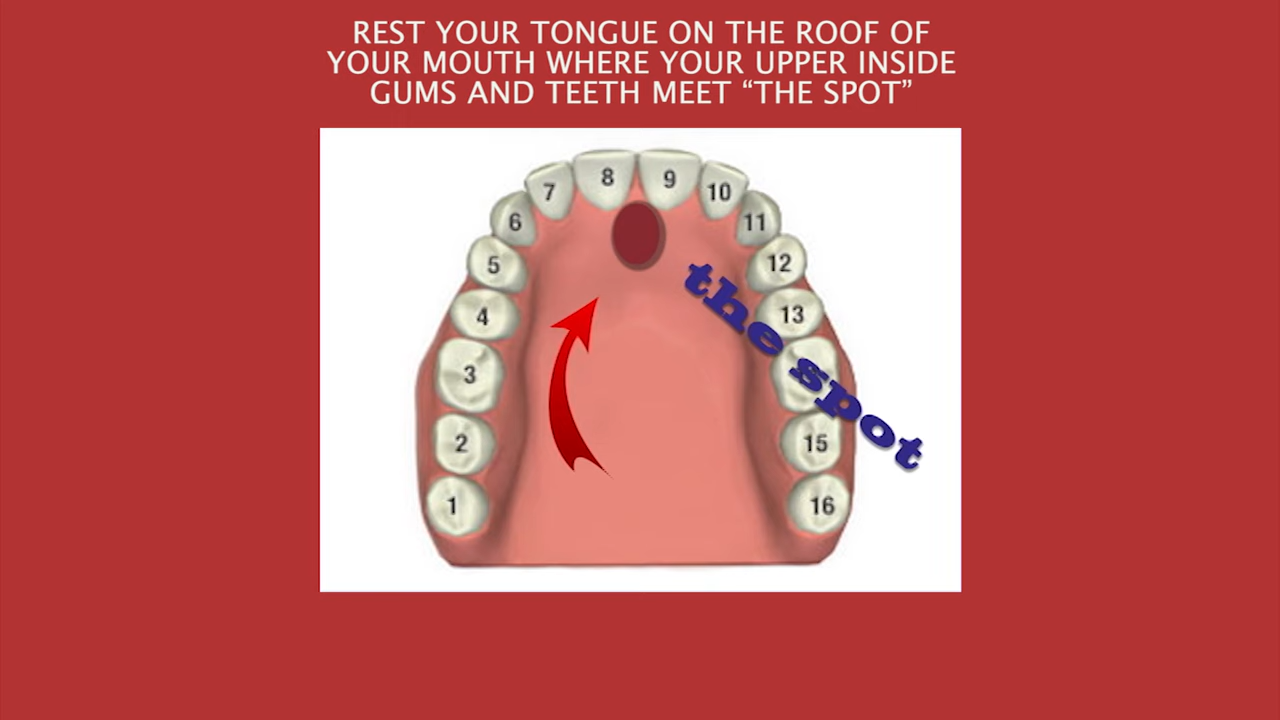 REST YOUR TONGUE ON THE ROOF OF
YOUR MOUTH WHERE YOUR UPPER INSIDE
GUMS AND TEETH MEET “THE SPOT”
8 9
7 10
6 11
5 12
4 13
3
2 15
1 16
the spot